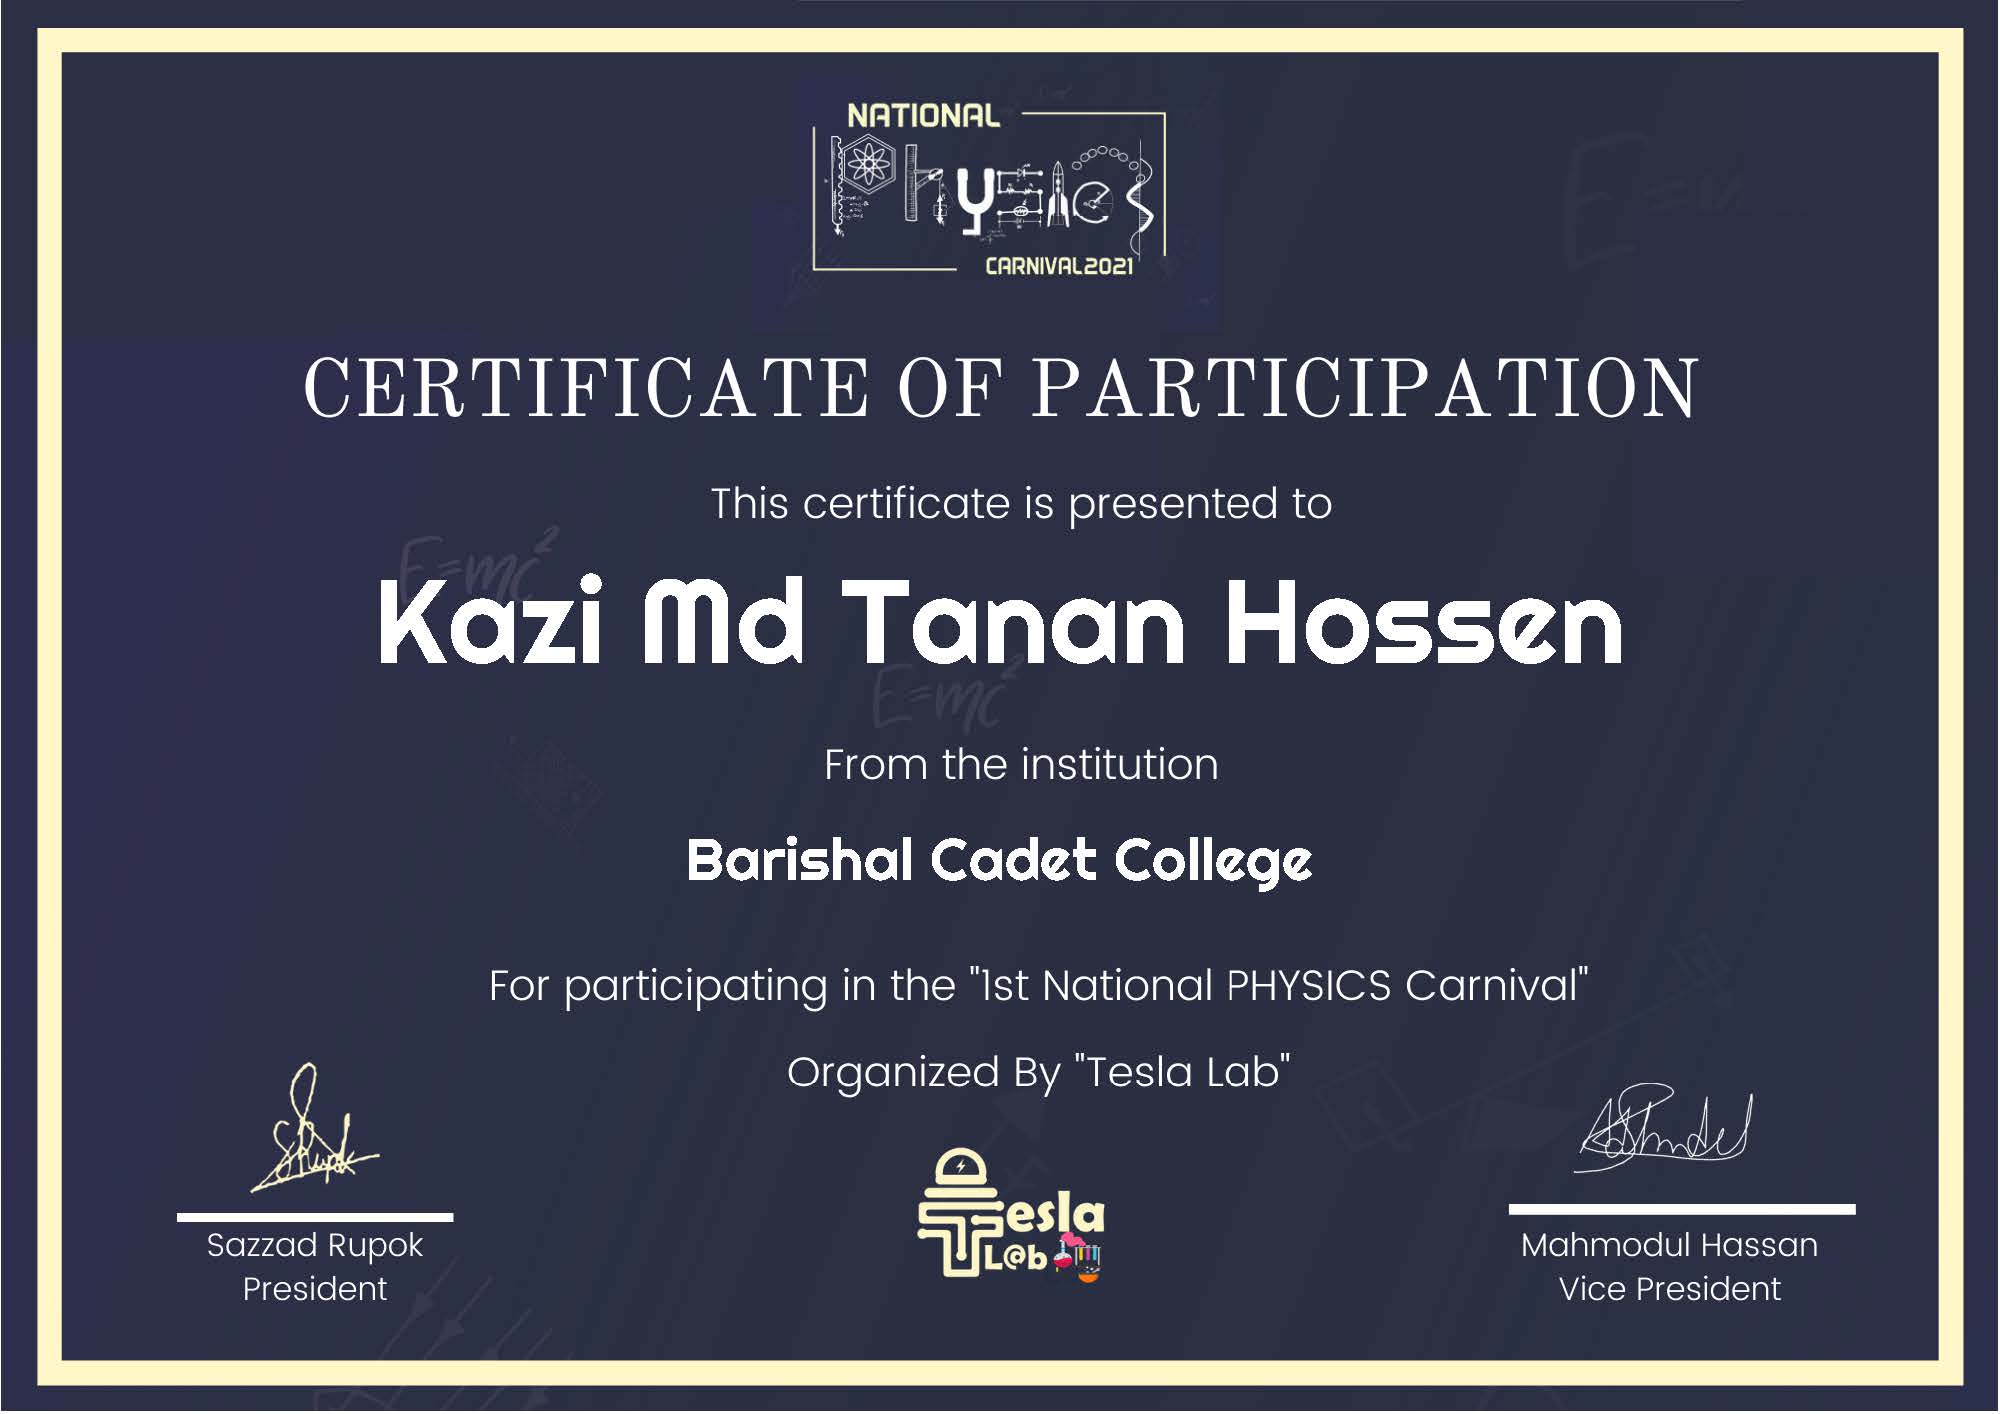 NATIONAL
Physics
CARNIVAL2021
CERTIFICATE OF PARTICIPATION
This certificate is presented to
E=mc²
Kazi Md Tanan Hossen
E=mc²
From the institution
Barishal Cadet College
For participating in the "1st National PHYSICS Carnival"
Organized By "Tesla Lab"
Tesla
L@b
Sazzad Rupok
President
Mahmodul Hassan
Vice President